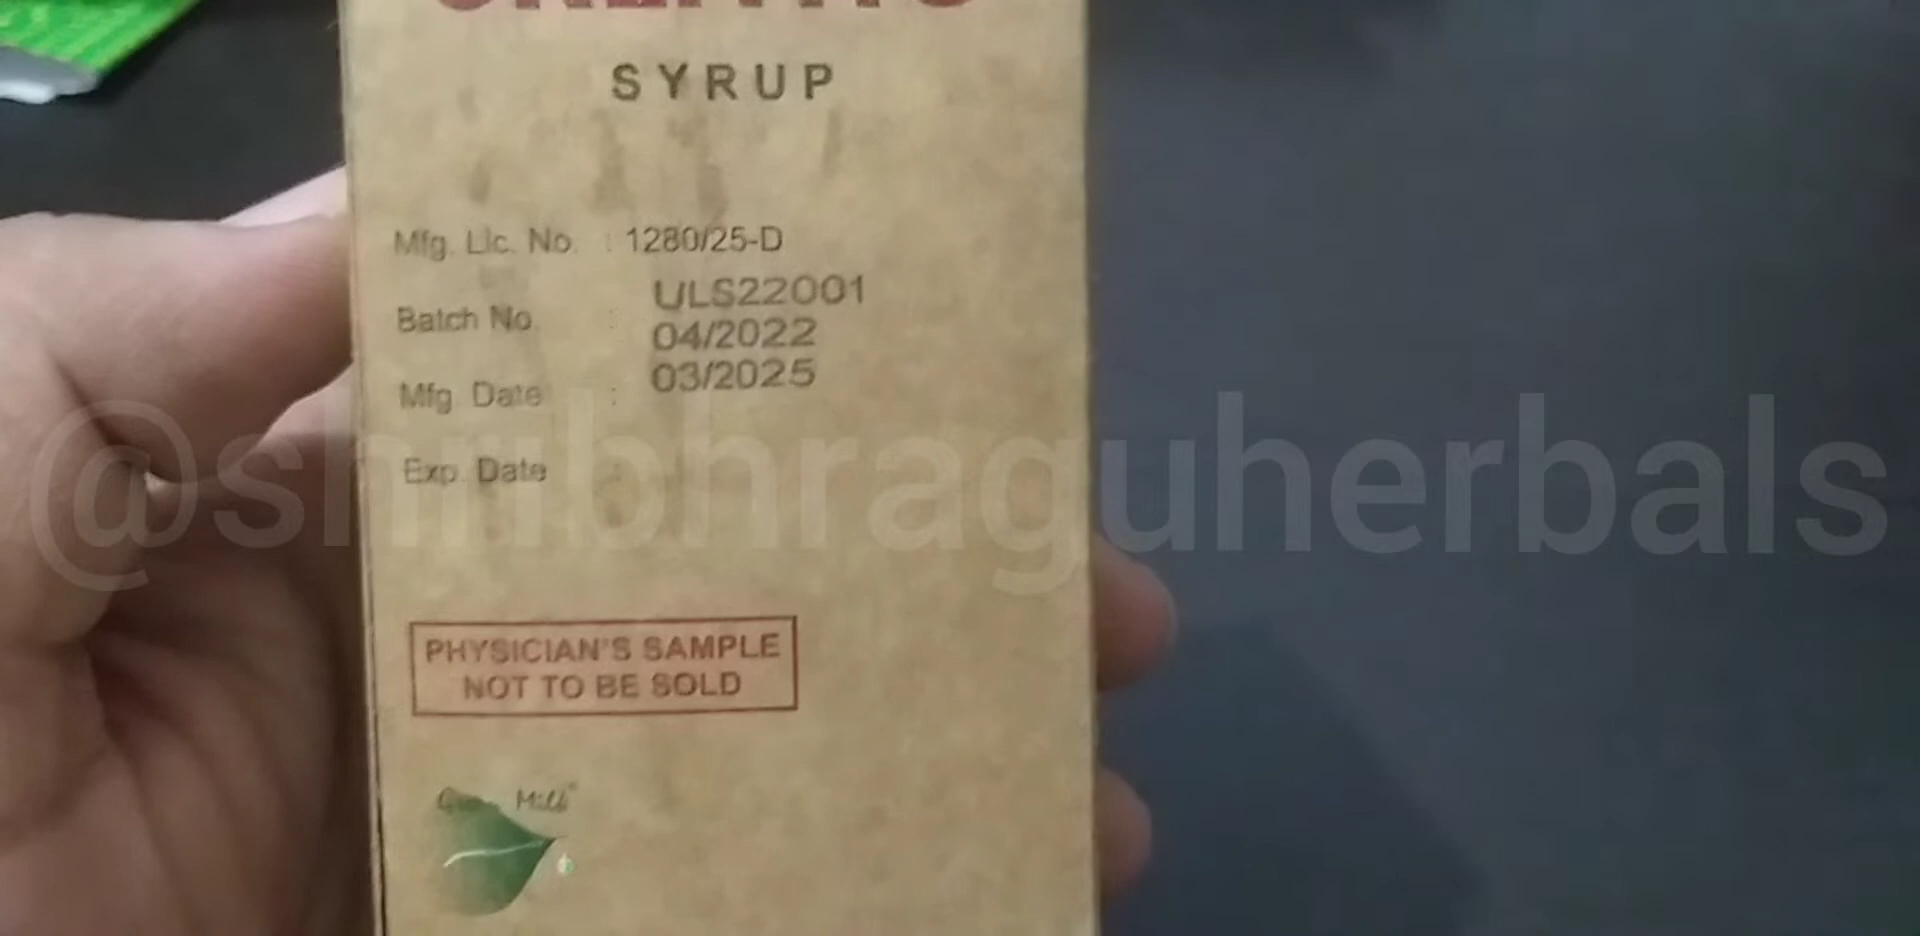 SYRUP
Mfg. Lic. No. : 1280/25-D
ULS22001
Batch No. :
04/2022
03/2025
Mfg. Date :
@shribhraguherbals
Exp. Date :
PHYSICIAN'S SAMPLE
NOT TO BE SOLD